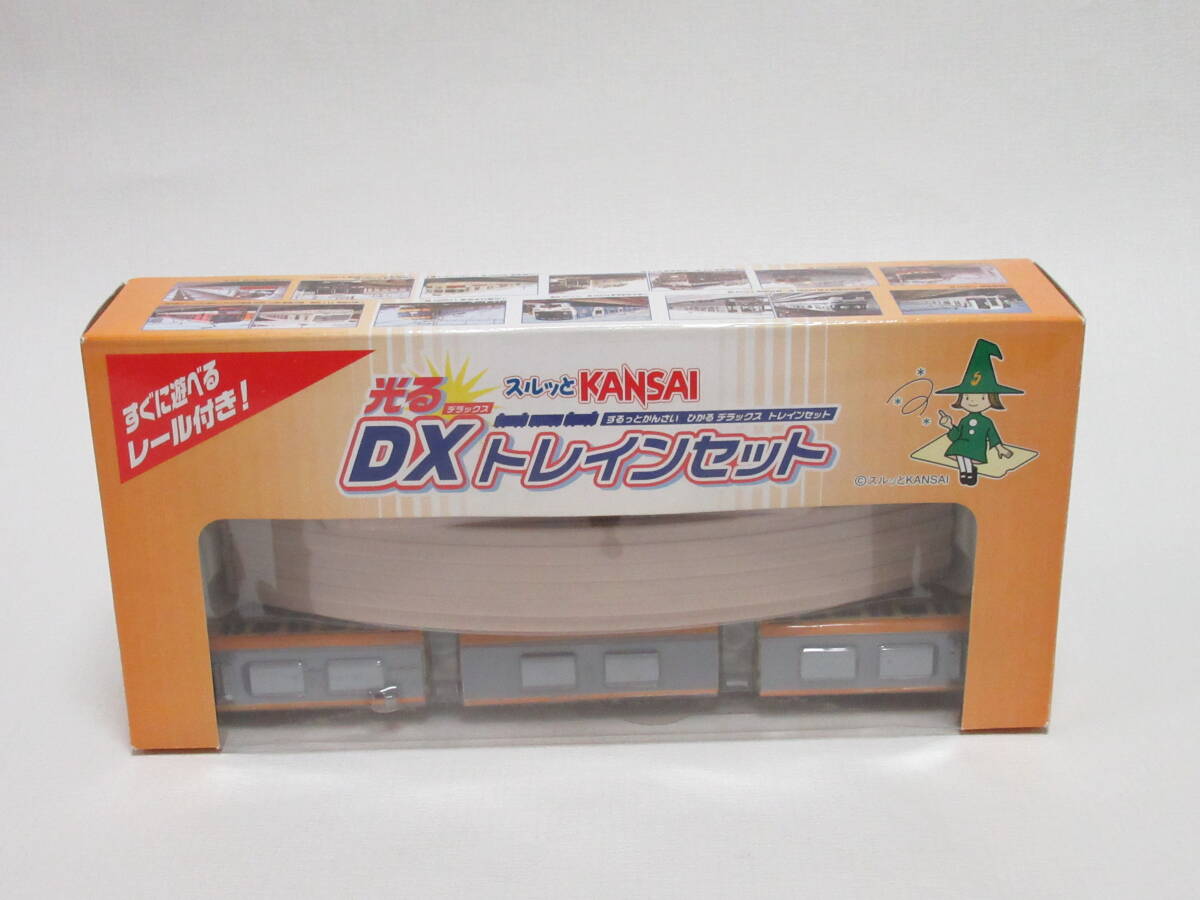 すぐに遊べる
レール付き!
光る
スルッとKANSAI
デラックス
するっとかんさい ひかる デラックス トレインセット
DXトレインセット
S
©スルッとKANSAI